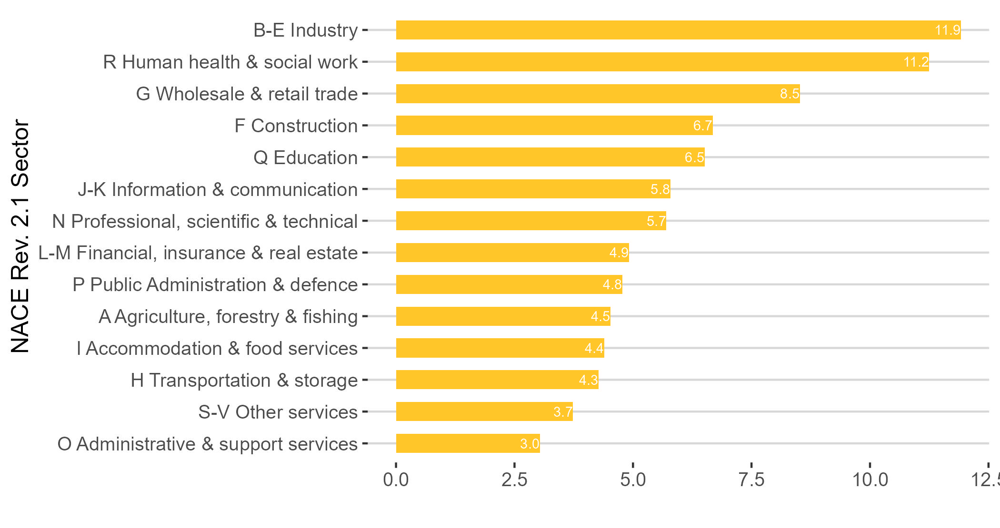 NACE Rev. 2.1 Sector
B-E Industry 11.9
R Human health & social work 11.2
G Wholesale & retail trade 8.5
F Construction 6.7
Q Education 6.5
J-K Information & communication 5.8
N Professional, scientific & technical 5.7
L-M Financial, insurance & real estate 4.9
P Public Administration & defence 4.8
A Agriculture, forestry & fishing 4.5
I Accommodation & food services 4.4
H Transportation & storage 4.3
S-V Other services 3.7
O Administrative & support services 3.0
0.0 2.5 5.0 7.5 10.0 12.5